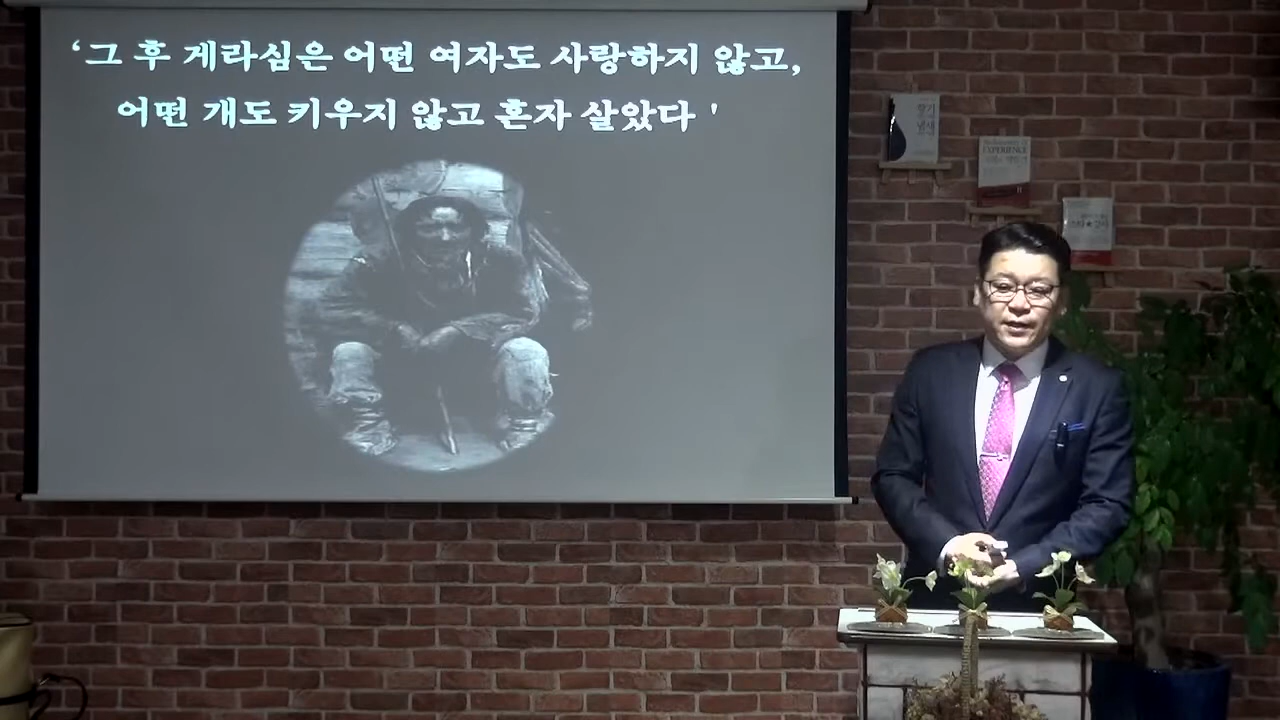 ‘그 후 게라심은 어떤 여자도 사랑하지 않고,
어떤 개도 키우지 않고 혼자 살았다 '
EXPERIENCE